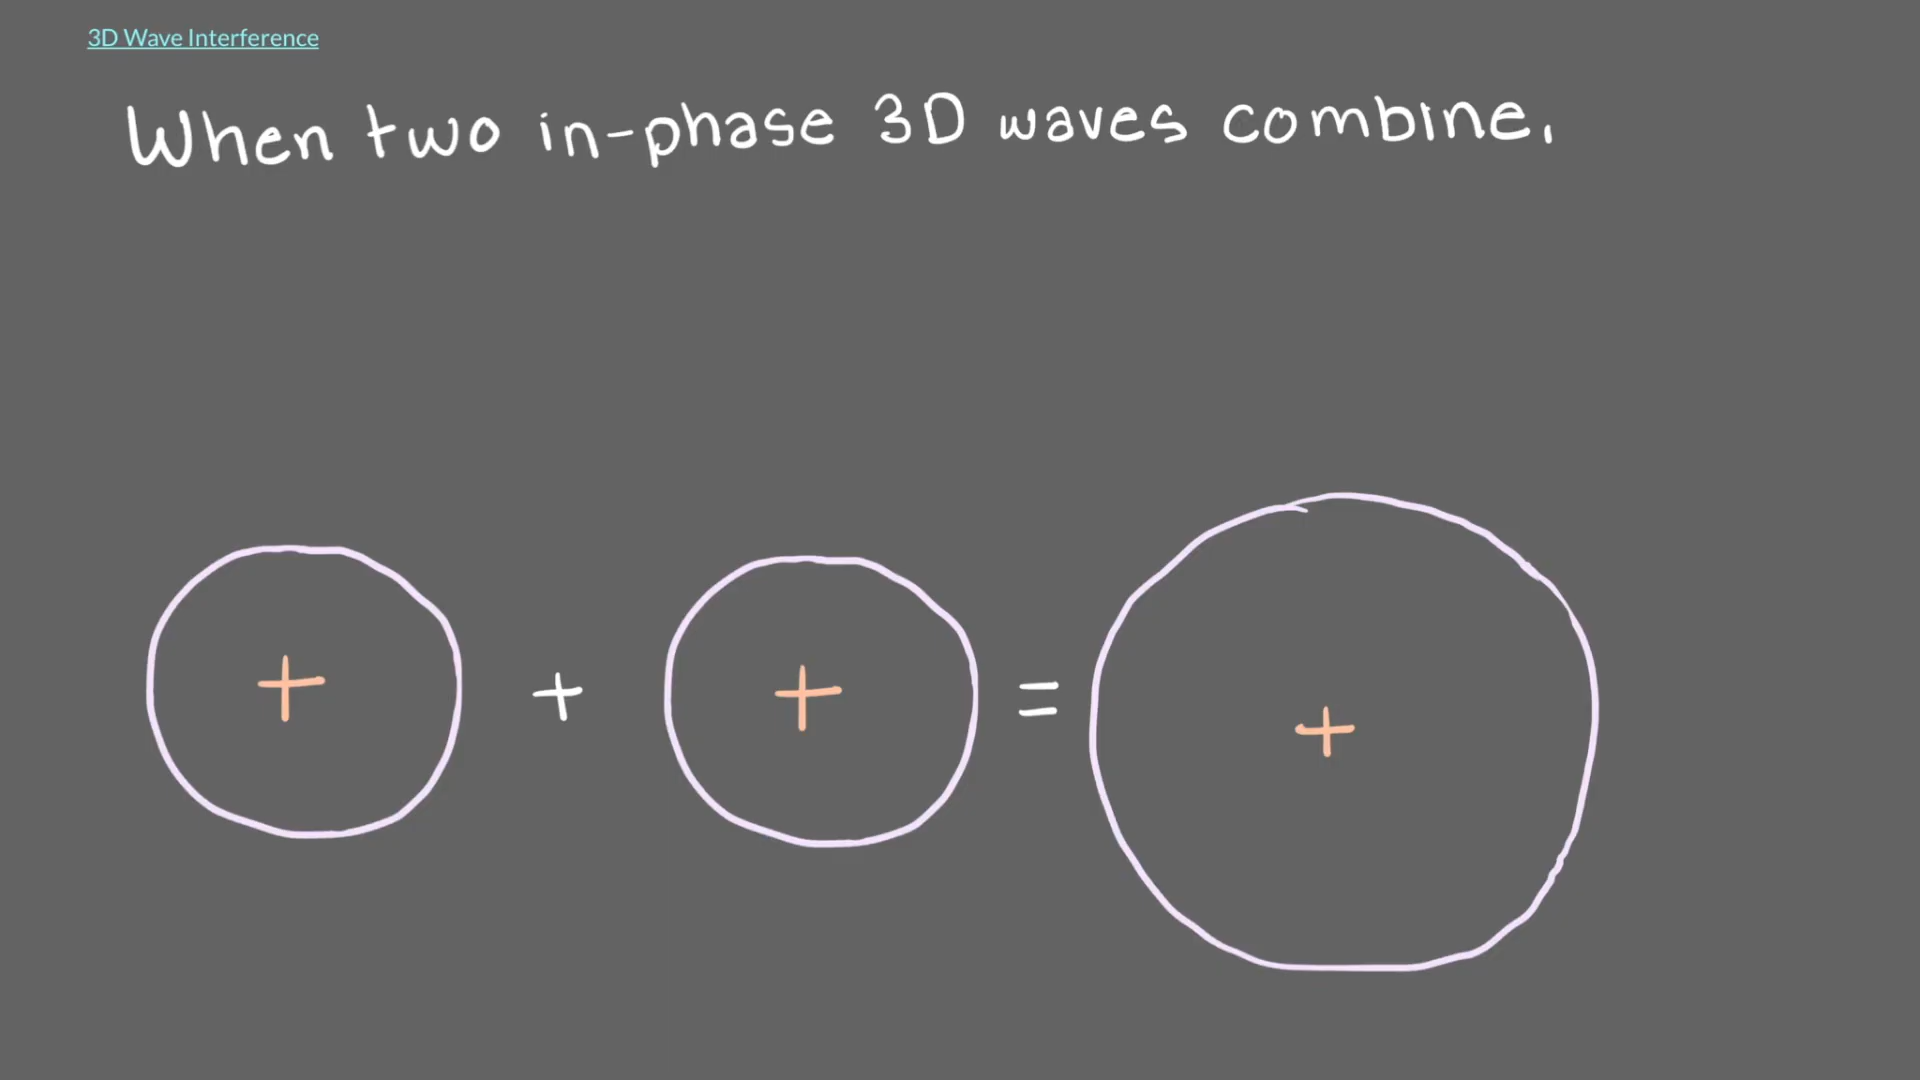 3D Wave Interference
When two in-phase 3D waves combine,
+ + + = +